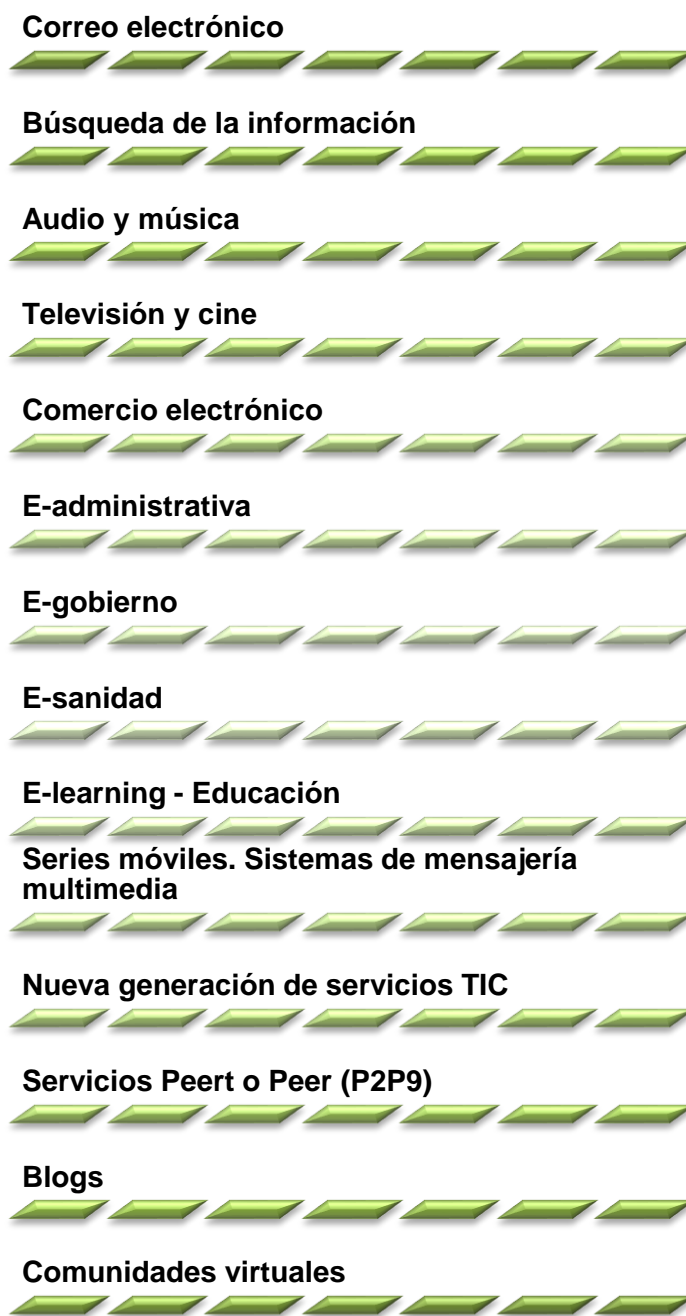 Correo electrónico
Búsqueda de la información
Audio y música
Televisión y cine
Comercio electrónico
E-administrativa
E-gobierno
E-sanidad
E-learning - Educación
Series móviles. Sistemas de mensajería
multimedia
Nueva generación de servicios TIC
Servicios Peert o Peer (P2P9)
Blogs
Comunidades virtuales